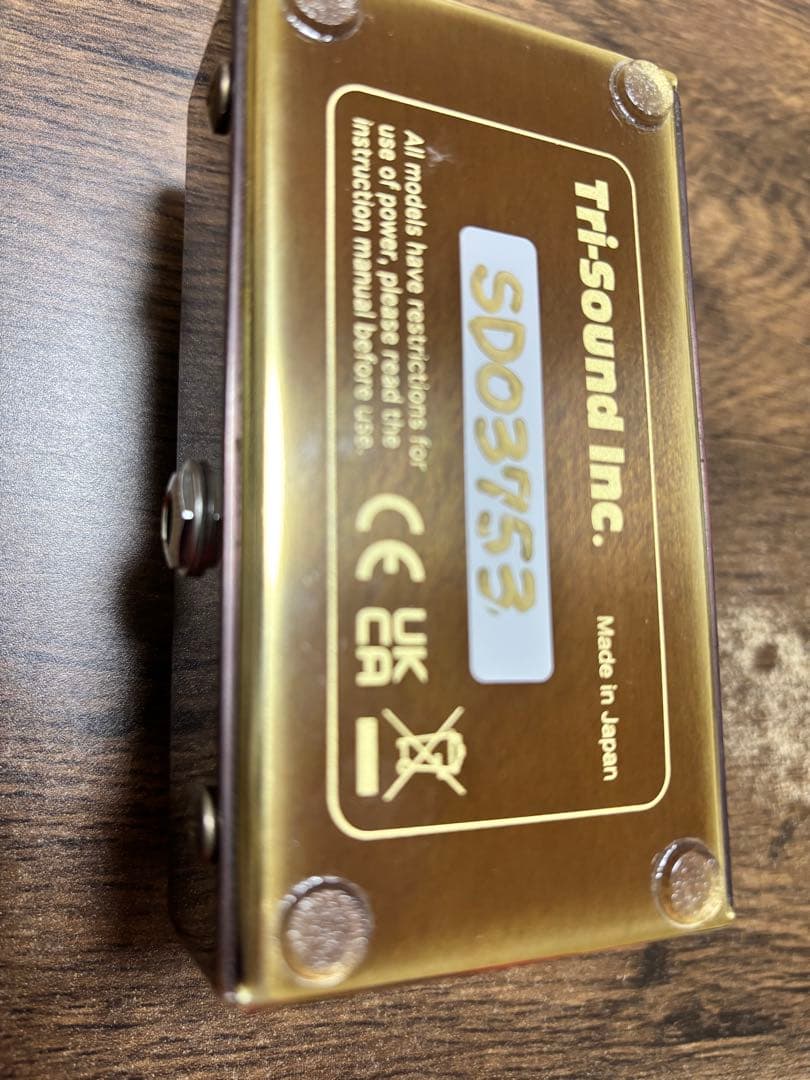 Tri-Sound Inc.
Made in Japan
SD03753
All models have restrictions for
use of power, please read the
instruction manual before use.
CE
UK
CA